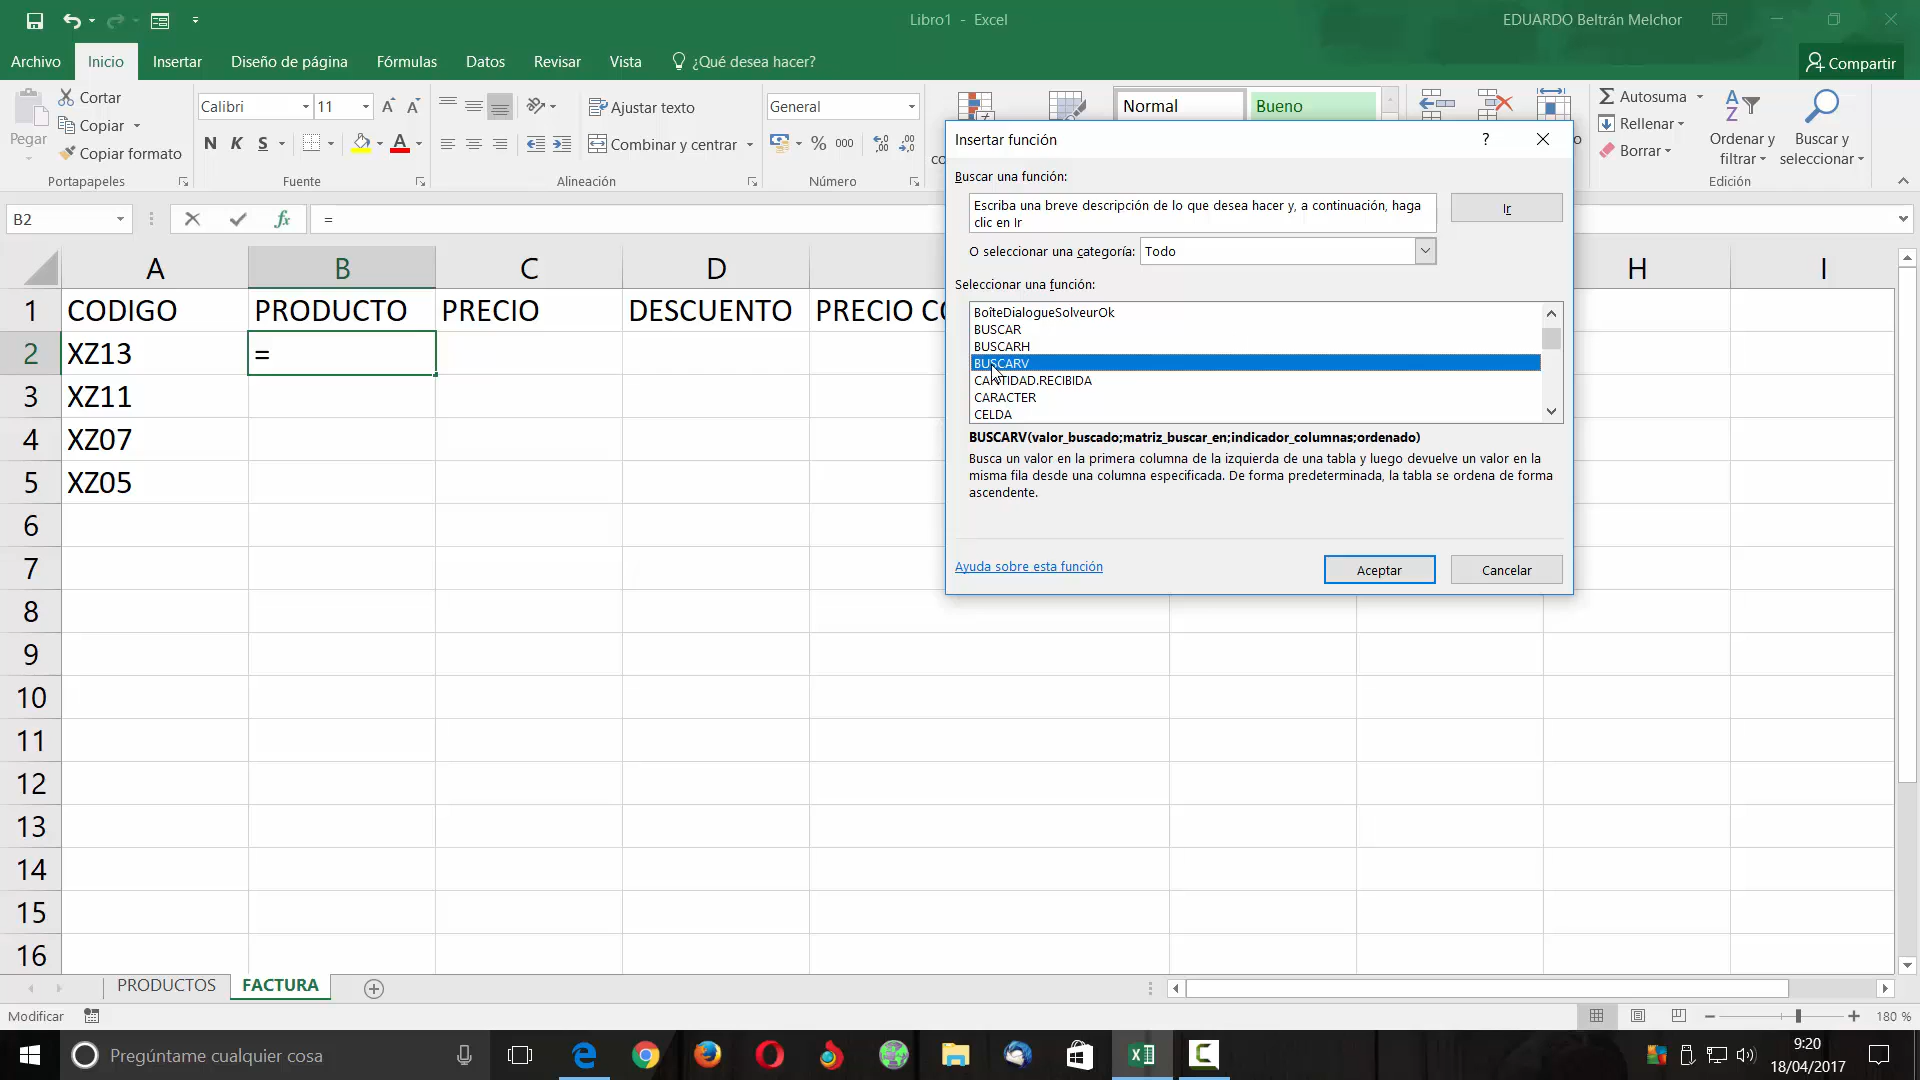 Libro1 - Excel
EDUARDO Beltrán Melchor
Archivo Inicio Insertar Diseño de página Fórmulas Datos Revisar Vista ¿Qué desea hacer? Compartir
Pegar
Cortar
Copiar
Copiar formato
Portapapeles
Calibri 11
N K S
Fuente
Ajustar texto
Combinar y centrar
Alineación
General
% 000
Número
Normal Bueno
Autosuma
Rellenar
Borrar
Ordenar y
filtrar
Buscar y
seleccionar
Edición
B2
fx
=
Insertar función
?
Buscar una función:
Escriba una breve descripción de lo que desea hacer y, a continuación, haga
clic en Ir
Ir
O seleccionar una categoría: Todo
Seleccionar una función:
BoîteDialogueSolveurOk
BUSCAR
BUSCARH
BUSCARV
CANTIDAD.RECIBIDA
CARACTER
CELDA
BUSCARV(valor_buscado;matriz_buscar_en;indicador_columnas;ordenado)
Busca un valor en la primera columna de la izquierda de una tabla y luego devuelve un valor en la
misma fila desde una columna especificada. De forma predeterminada, la tabla se ordena de forma
ascendente.
Ayuda sobre esta función
Aceptar
Cancelar
A B C D H I
1 CODIGO PRODUCTO PRECIO DESCUENTO PRECIO CO
2 XZ13 =
3 XZ11
4 XZ07
5 XZ05
6
7
8
9
10
11
12
13
14
15
16
PRODUCTOS FACTURA
Modificar
180 %
Pregúntame cualquier cosa
9:20
18/04/2017